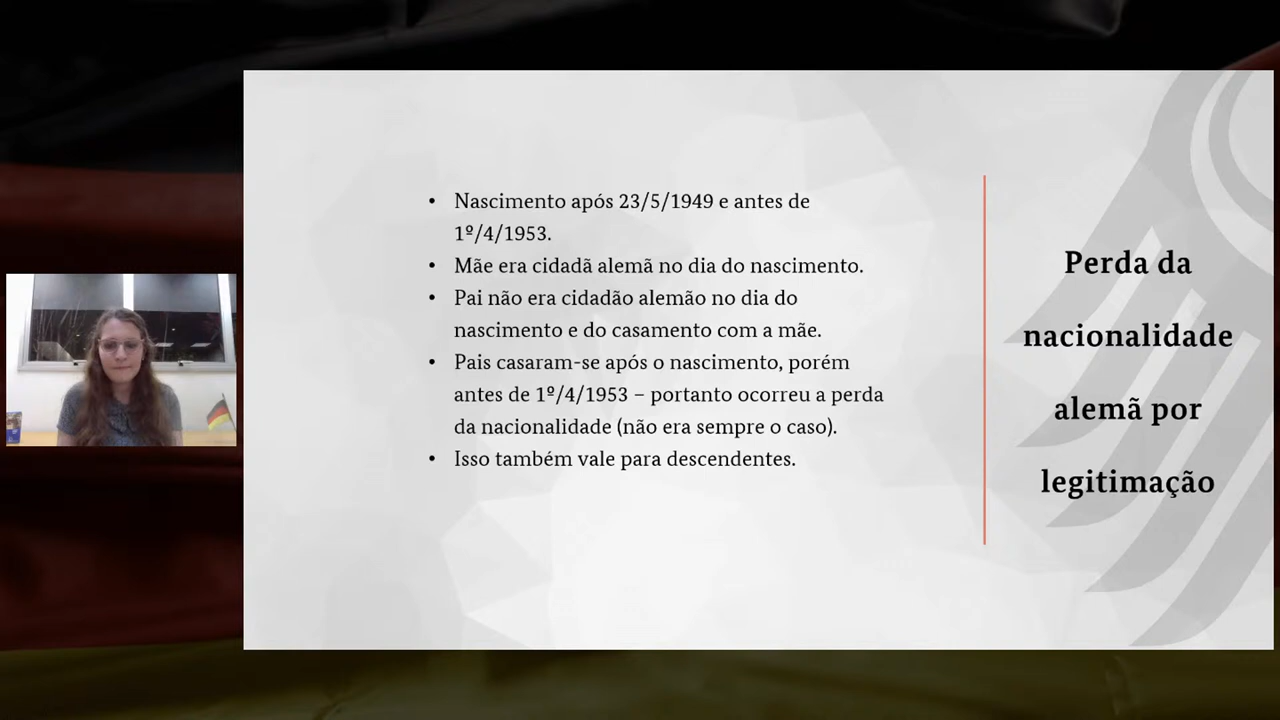 • Nascimento após 23/5/1949 e antes de
1º/4/1953.
• Mãe era cidadã alemã no dia do nascimento.
• Pai não era cidadão alemão no dia do
nascimento e do casamento com a mãe.
• Pais casaram-se após o nascimento, porém
antes de 1º/4/1953 – portanto ocorreu a perda
da nacionalidade (não era sempre o caso).
• Isso também vale para descendentes.
Perda da
nacionalidade
alemã por
legitimação